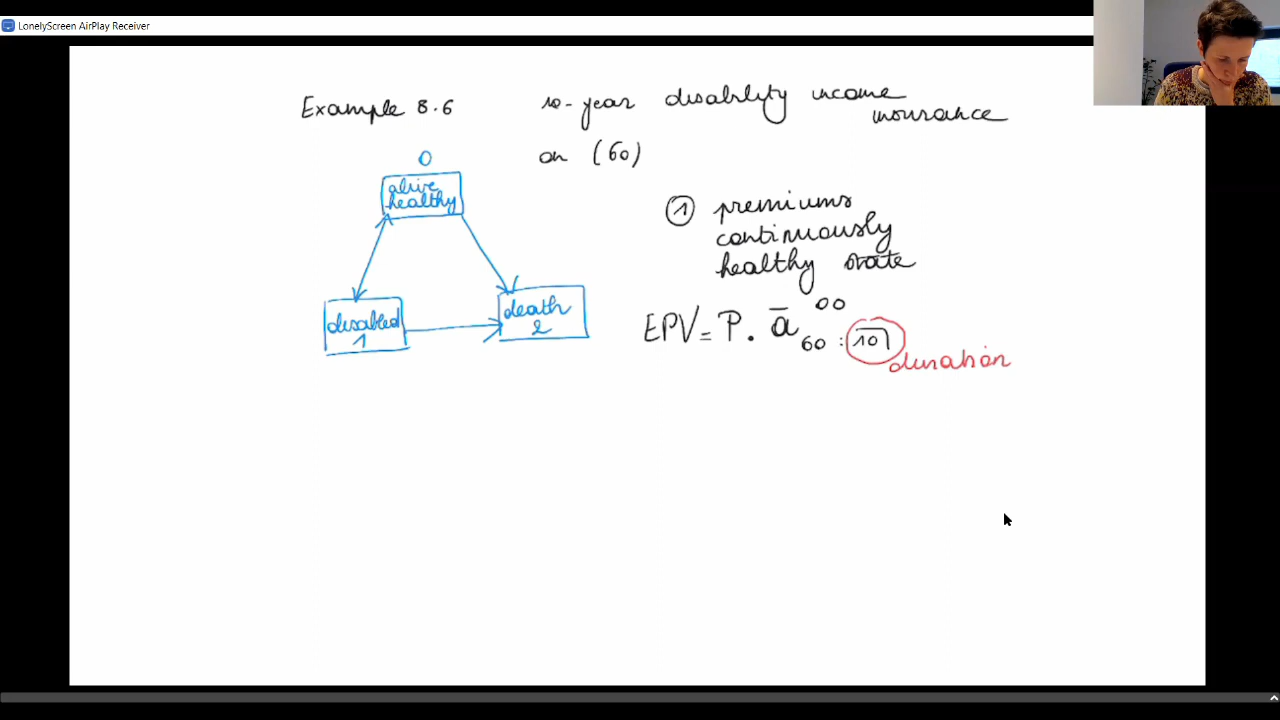 LonelyScreen AirPlay Receiver
Example 8.6
10-year disability income
insurance
on (60)
0
alive
healthy
① premiums
continuously
healthy state
disabled
1
death
2
EPV = P. ā 00 60 : 10
duration